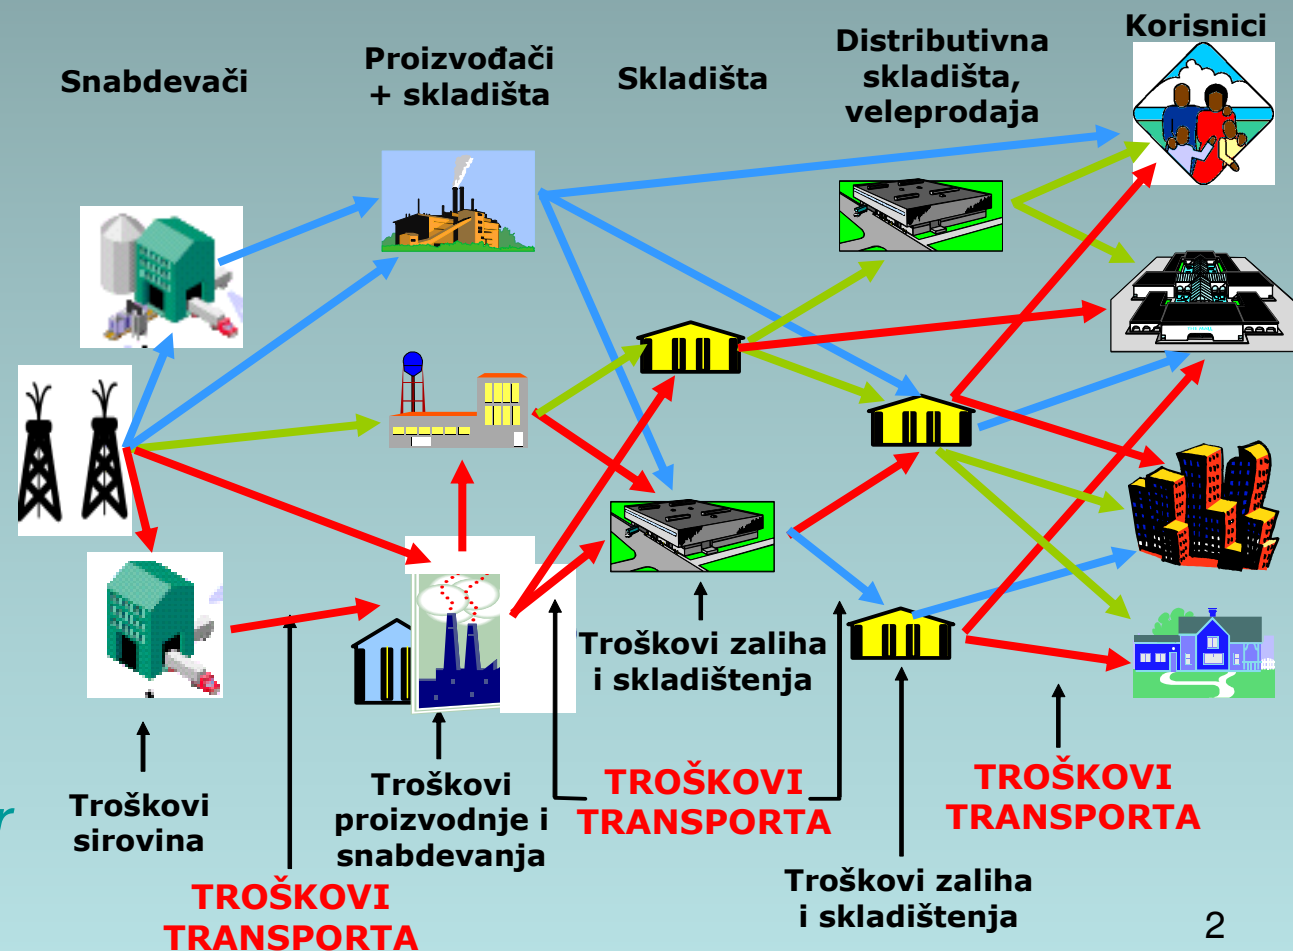 Snabdevači
Proizvođači
+ skladišta
Skladišta
Distributivna
skladišta,
veleprodaja
Korisnici
Troškovi
sirovina
TROŠKOVI
TRANSPORTA
Troškovi
proizvodnje i
snabdevanja
Troškovi zaliha
i skladištenja
TROŠKOVI
TRANSPORTA
Troškovi zaliha
i skladištenja
TROŠKOVI
TRANSPORTA
r
2